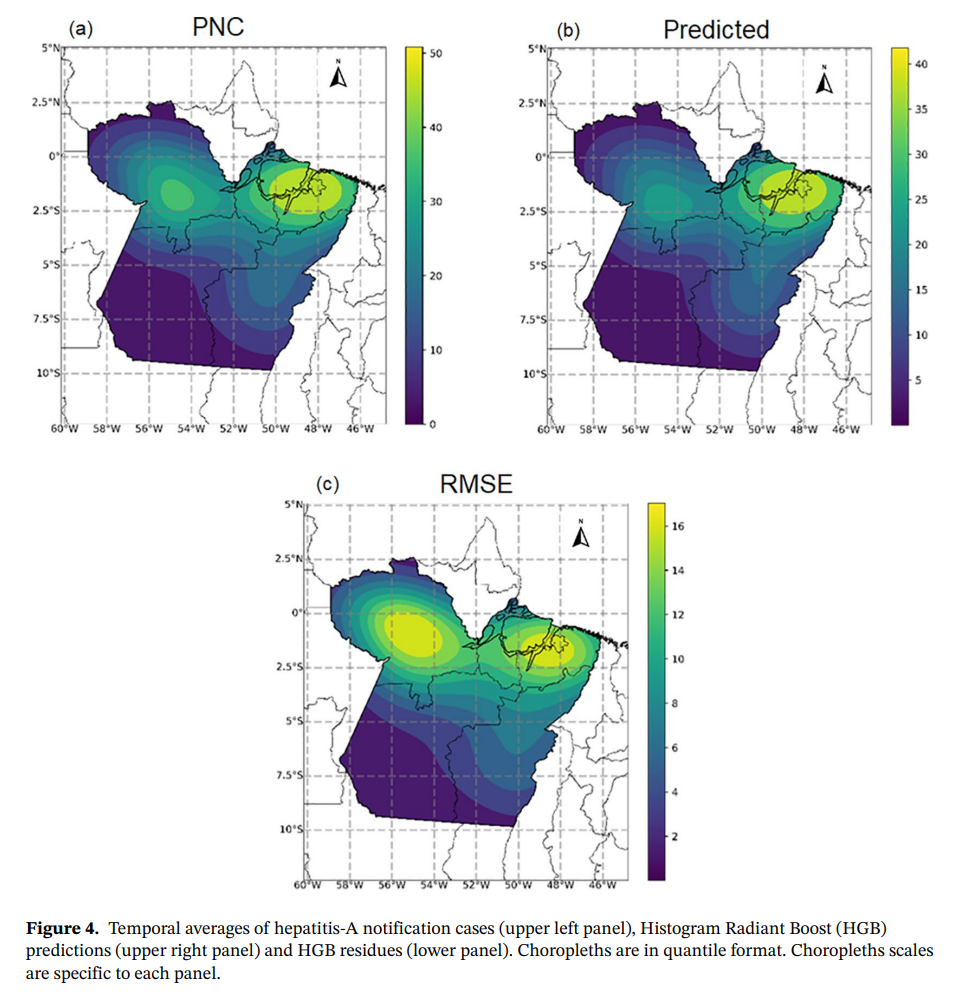 (a) PNC
N
5°N
2.5°N
0°
2.5°S
5°S
7.5°S
10°S
60°W 58°W 56°W 54°W 52°W 50°W 48°W 46°W
50
40
30
20
10
0
(b) Predicted
N
5°N
2.5°N
0°
2.5°S
5°S
7.5°S
10°S
60°W 58°W 56°W 54°W 52°W 50°W 48°W 46°W
40
35
30
25
20
15
10
5
(c) RMSE
N
5°N
2.5°N
0°
2.5°S
5°S
7.5°S
10°S
60°W 58°W 56°W 54°W 52°W 50°W 48°W 46°W
16
14
12
10
8
6
4
2
Figure 4. Temporal averages of hepatitis-A notification cases (upper left panel), Histogram Radiant Boost (HGB)
predictions (upper right panel) and HGB residues (lower panel). Choropleths are in quantile format. Choropleths scales
are specific to each panel.